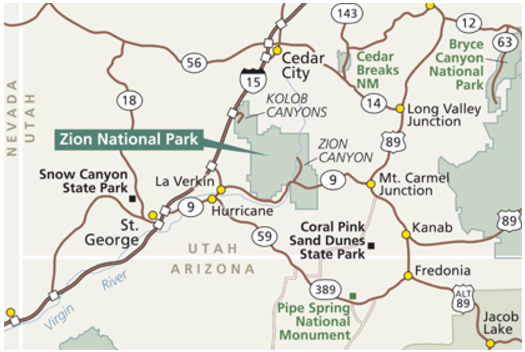 143
12
Bryce
Canyon
National
Park
63
56
Cedar
City
Cedar
Breaks
NM
15
18
KOLOB
CANYONS
14
Long Valley
Junction
NEVADA
UTAH
Zion National Park
89
ZION
CANYON
Snow Canyon
State Park
La Verkin
9
Mt. Carmel
Junction
St.
George
9
Hurricane
Coral Pink
Sand Dunes
State Park
Kanab
89
59
UTAH
ARIZONA
Fredonia
389
ALT
89
Pipe Spring
National
Monument
Virgin River
Jacob
Lake